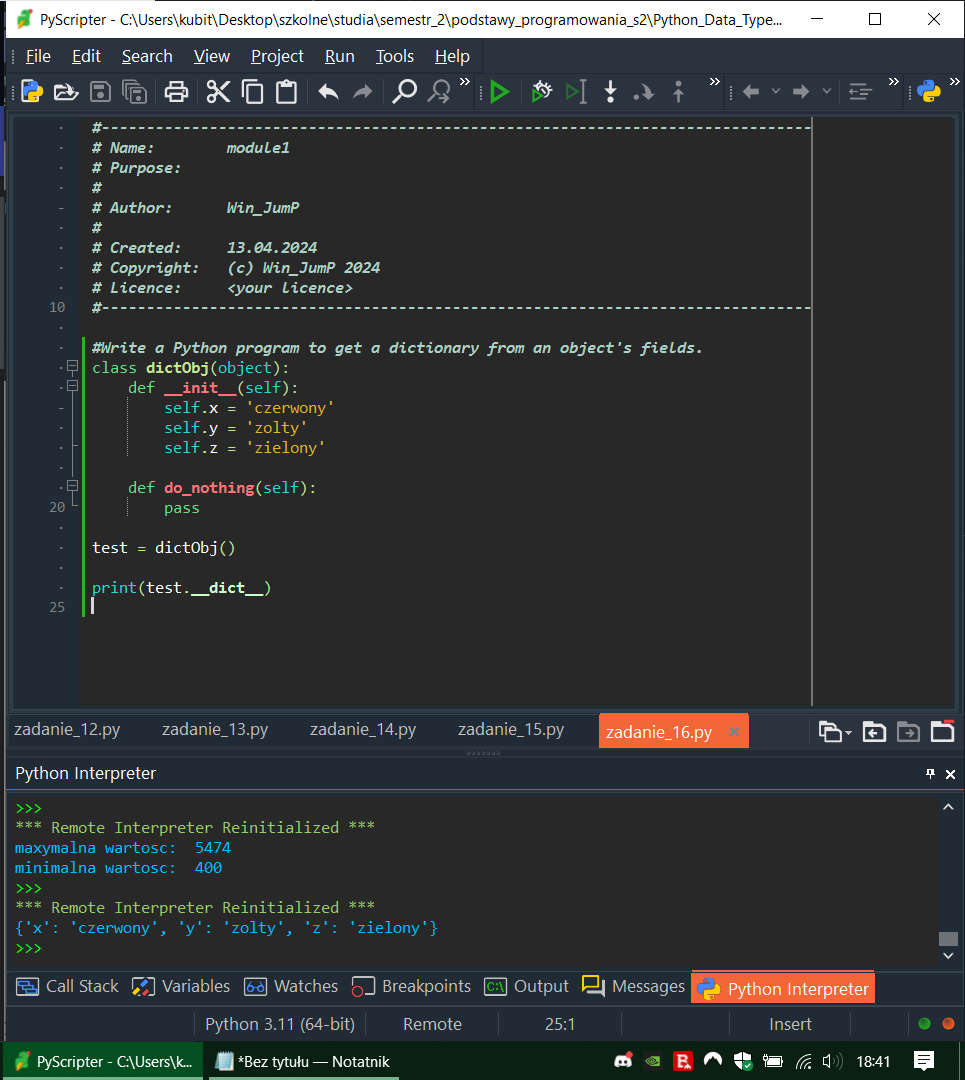 PyScripter - C:\Users\kubit\Desktop\szkolne\studia\semestr_2\podstawy_programowania_s2\Python_Data_Type...
File Edit Search View Project Run Tools Help
#-------------------------------------------------------------------------------
# Name:        module1
# Purpose:
#
# Author:      Win_JumP
#
# Created:     13.04.2024
# Copyright:   (c) Win_JumP 2024
# Licence:     <your licence>
10 #-------------------------------------------------------------------------------
#Write a Python program to get a dictionary from an object's fields.
class dictObj(object):
    def __init__(self):
        self.x = 'czerwony'
        self.y = 'zolty'
        self.z = 'zielony'
    def do_nothing(self):
20         pass
test = dictObj()
print(test.__dict__)
25
zadanie_12.py zadanie_13.py zadanie_14.py zadanie_15.py zadanie_16.py
Python Interpreter
>>>
*** Remote Interpreter Reinitialized ***
maxymalna wartosc:  5474
minimalna wartosc:  400
>>>
*** Remote Interpreter Reinitialized ***
{'x': 'czerwony', 'y': 'zolty', 'z': 'zielony'}
>>>
Call Stack Variables Watches Breakpoints Output Messages Python Interpreter
Python 3.11 (64-bit) Remote 25:1 Insert
PyScripter - C:\Users\k... *Bez tytułu — Notatnik 18:41